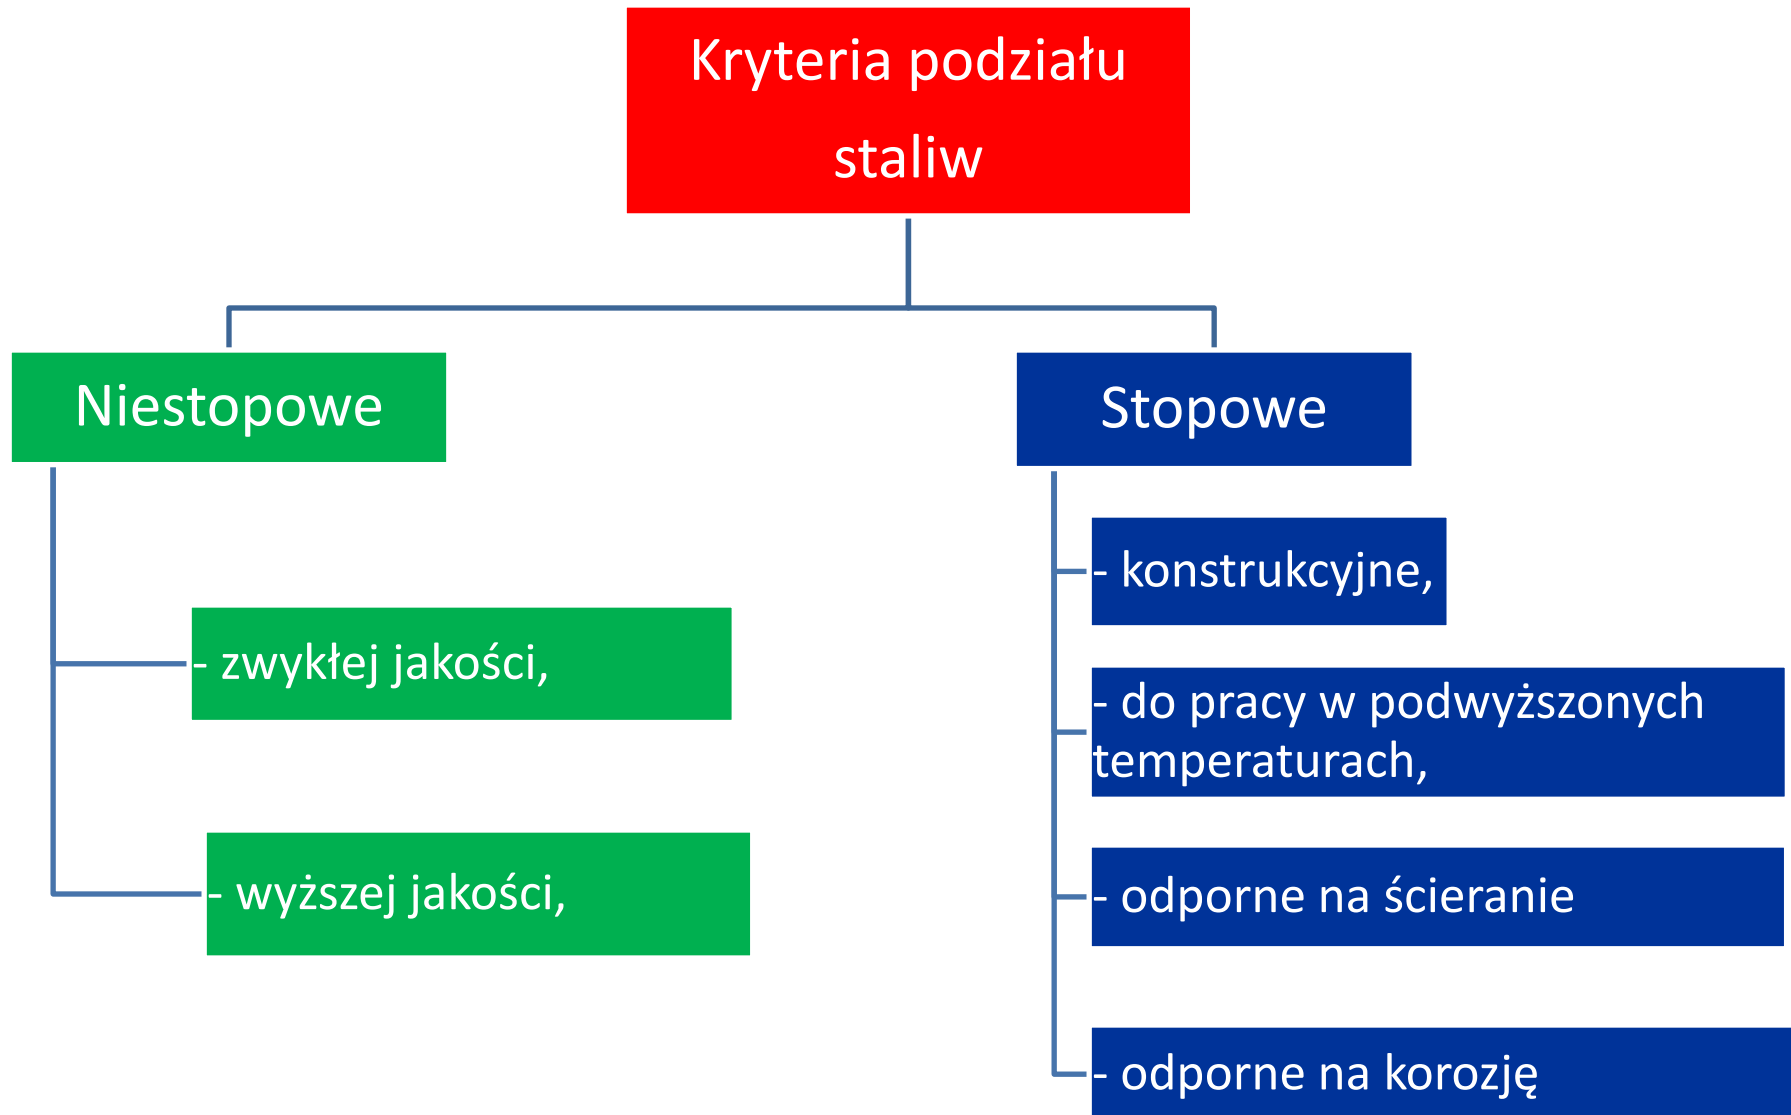 Kryteria podziału
staliw
Niestopowe
- zwykłej jakości,
- wyższej jakości,
Stopowe
- konstrukcyjne,
- do pracy w podwyższonych
temperaturach,
- odporne na ścieranie
- odporne na korozję